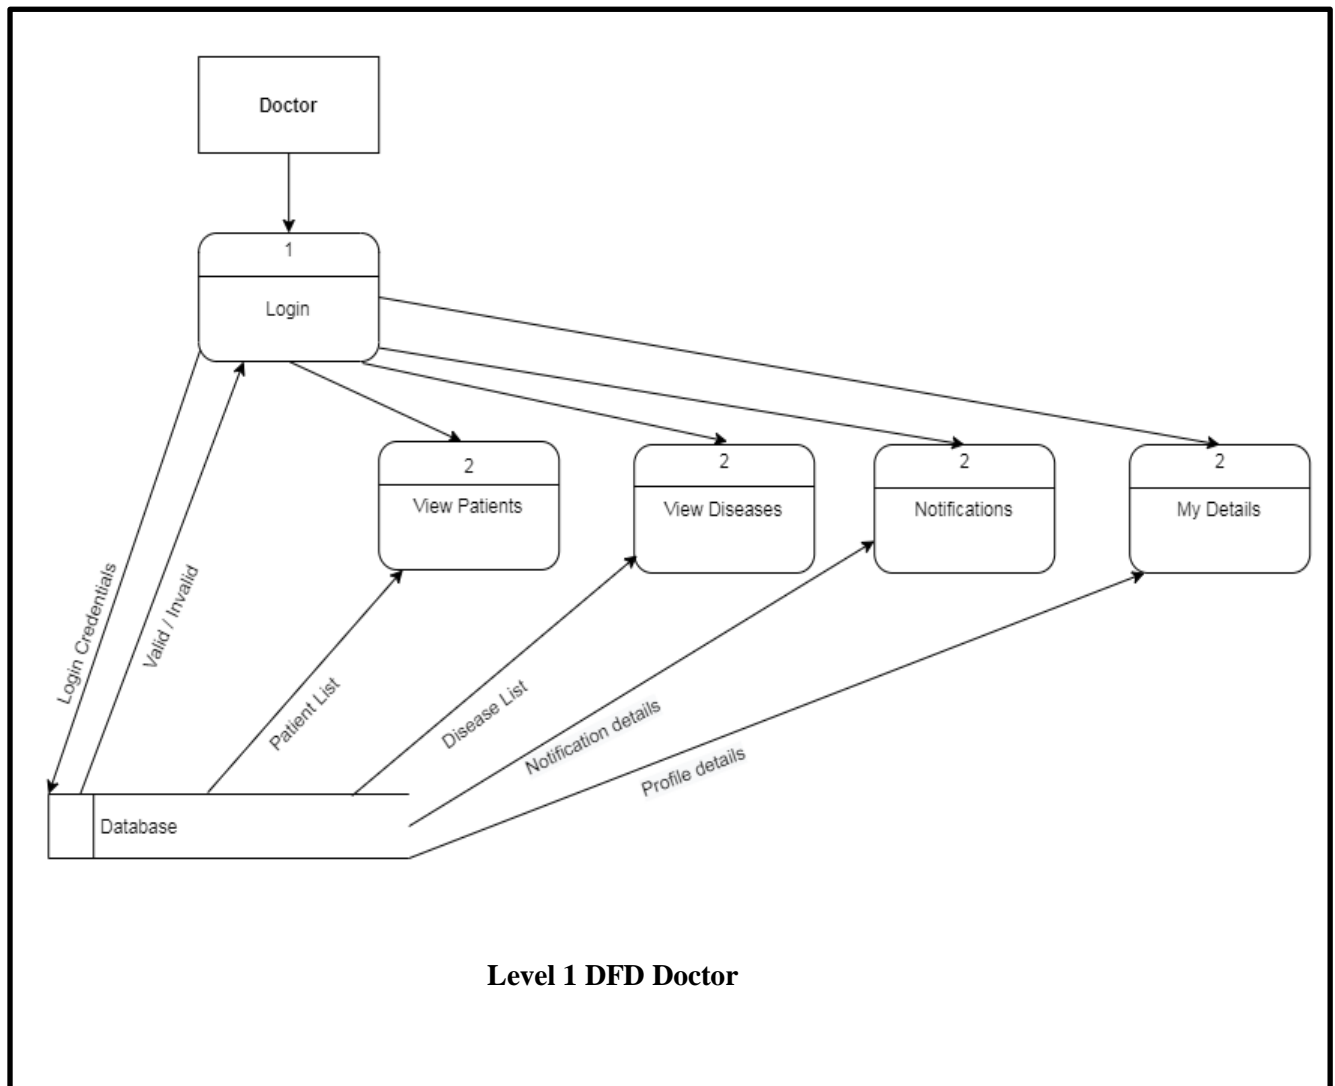 Doctor
1
Login
2
View Patients
2
View Diseases
2
Notifications
2
My Details
Login Credentials
Valid / Invalid
Patient List
Disease List
Notification details
Profile details
Database
Level 1 DFD Doctor